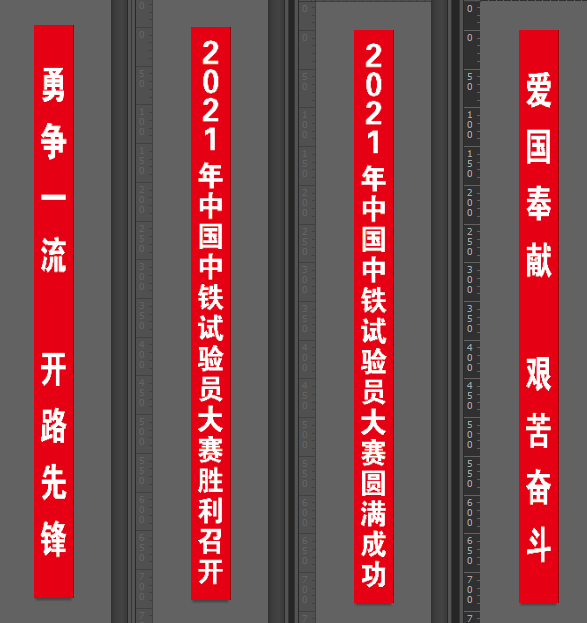 勇争一流 开路先锋
2021年中国中铁试验员大赛胜利召开
2021年中国中铁试验员大赛圆满成功
爱国奉献 艰苦奋斗